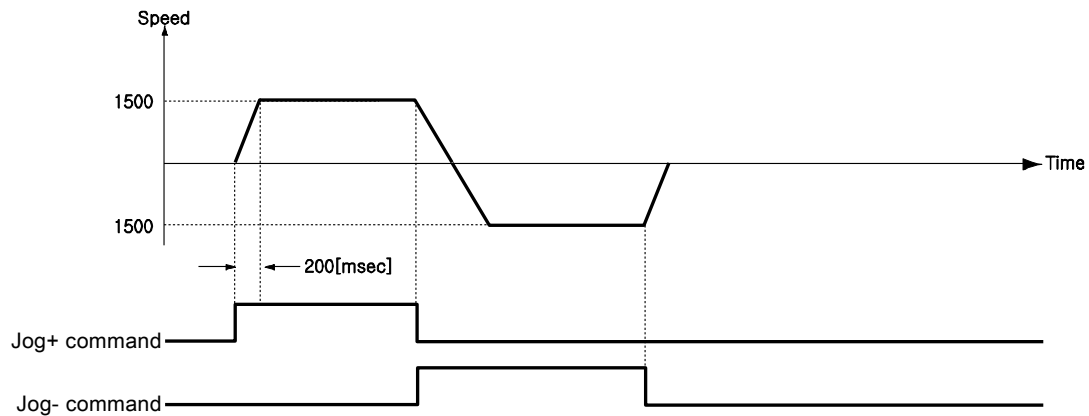 Speed
1500
Time
1500
200[msec]
Jog+ command
Jog- command